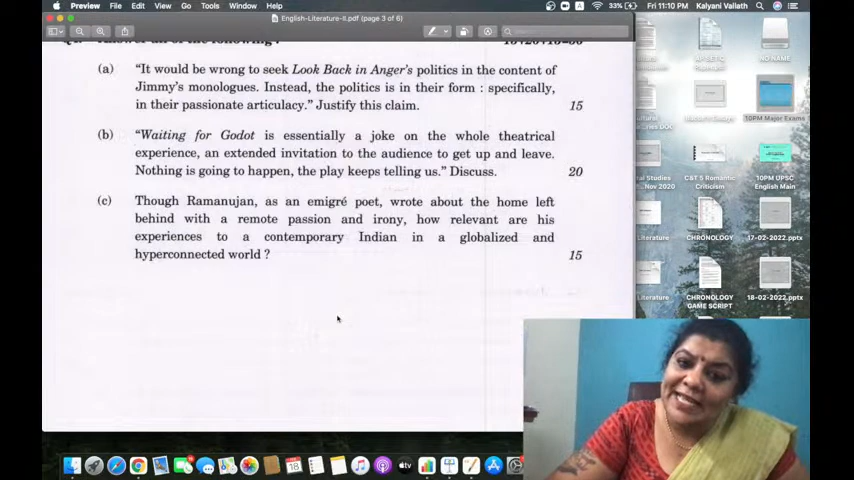 Preview File Edit View Go Tools Window Help
33% Fri 11:10 PM Kalyani Vallath
English-Literature-II.pdf (page 3 of 6)
Search
(a) "It would be wrong to seek Look Back in Anger's politics in the content of
Jimmy's monologues. Instead, the politics is in their form : specifically,
in their passionate articulacy." Justify this claim. 15
(b) "Waiting for Godot is essentially a joke on the whole theatrical
experience, an extended invitation to the audience to get up and leave.
Nothing is going to happen, the play keeps telling us." Discuss. 20
(c) Though Ramanujan, as an emigré poet, wrote about the home left
behind with a remote passion and irony, how relevant are his
experiences to a contemporary Indian in a globalized and
hyperconnected world ? 15
NO NAME
10PM Major Exams
Nov 2020
C&T 5 Romantic
Criticism
10PM UPSC
English Main
Literature
CHRONOLOGY
17-02-2022.pptx
Literature
CHRONOLOGY
GAME SCRIPT
18-02-2022.pptx
18
tv